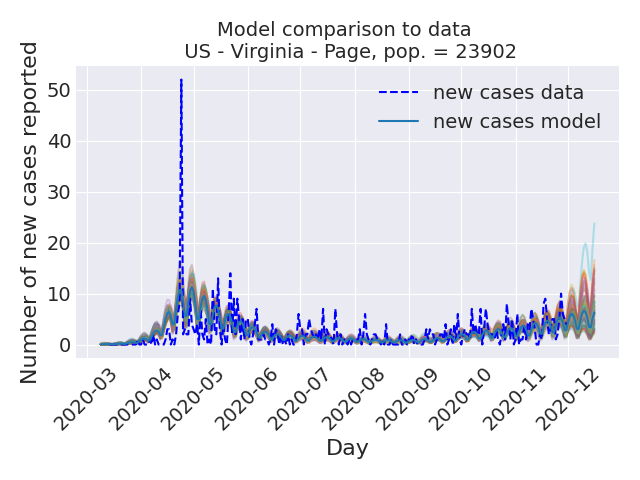 Model comparison to data
US - Virginia - Page, pop. = 23902
Number of new cases reported
50
40
30
20
10
0
new cases data
new cases model
2020-03
2020-04
2020-05
2020-06
2020-07
2020-08
2020-09
2020-10
2020-11
2020-12
Day